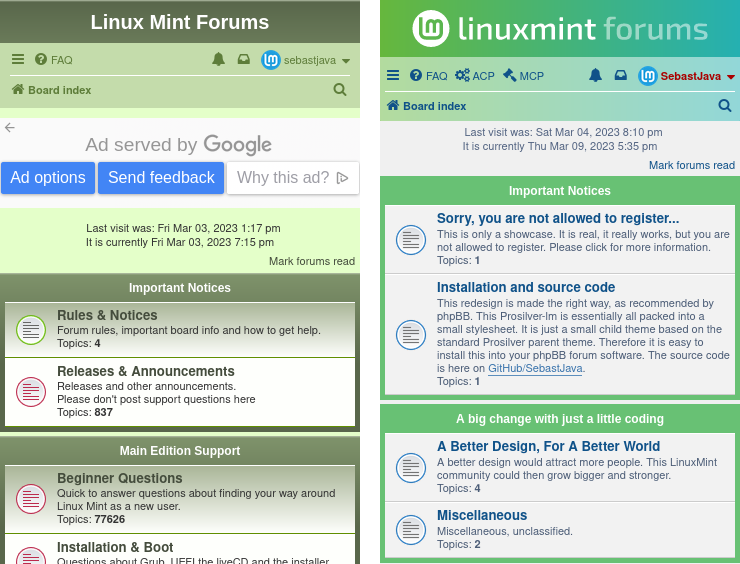 Linux Mint Forums
FAQ
sebastjava
Board index
Ad served by Google
Ad options
Send feedback
Why this ad?
Last visit was: Fri Mar 03, 2023 1:17 pm
It is currently Fri Mar 03, 2023 7:15 pm
Mark forums read
Important Notices
Rules & Notices
Forum rules, important board info and how to get help.
Topics: 4
Releases & Announcements
Releases and other announcements.
Please don't post support questions here
Topics: 837
Main Edition Support
Beginner Questions
Quick to answer questions about finding your way around
Linux Mint as a new user.
Topics: 77626
Installation & Boot
Questions about Grub, UEFI the liveCD and the installer
linuxmint forums
FAQ ACP MCP
SebastJava
Board index
Last visit was: Sat Mar 04, 2023 8:10 pm
It is currently Thu Mar 09, 2023 5:35 pm
Mark forums read
Important Notices
Sorry, you are not allowed to register...
This is only a showcase. It is real, it really works, but you are
not allowed to register. Please click for more information.
Topics: 1
Installation and source code
This redesign is made the right way, as recommended by
phpBB. This Prosilver-lm is essentially all packed into a
small stylesheet. It is just a small child theme based on the
standard Prosilver parent theme. Therefore it is easy to
install this into your phpBB forum software. The source code
is here on GitHub/SebastJava.
Topics: 1
A big change with just a little coding
A Better Design, For A Better World
A better design would attract more people. This LinuxMint
community could then grow bigger and stronger.
Topics: 4
Miscellaneous
Miscellaneous, unclassified.
Topics: 2